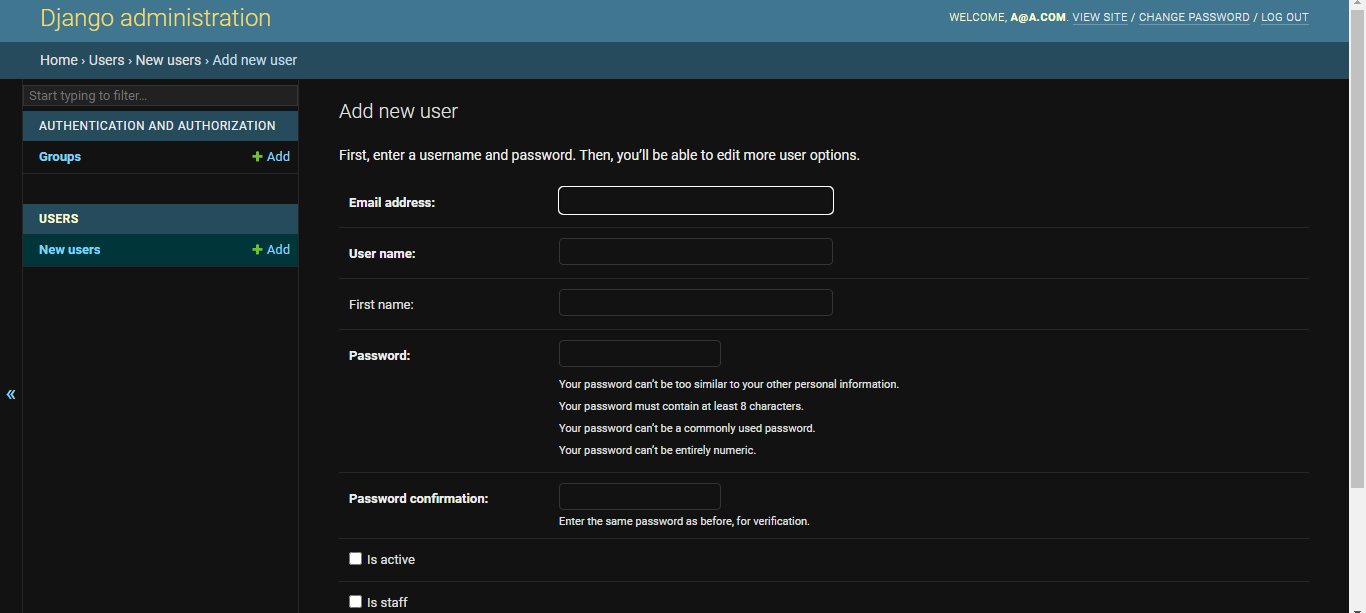 Django administration
WELCOME, A@A.COM. VIEW SITE / CHANGE PASSWORD / LOG OUT
Home › Users › New users › Add new user
Start typing to filter...
AUTHENTICATION AND AUTHORIZATION
Groups + Add
USERS
New users + Add
«
Add new user
First, enter a username and password. Then, you’ll be able to edit more user options.
Email address:
User name:
First name:
Password:
Your password can’t be too similar to your other personal information.
Your password must contain at least 8 characters.
Your password can’t be a commonly used password.
Your password can’t be entirely numeric.
Password confirmation:
Enter the same password as before, for verification.
Is active
Is staff